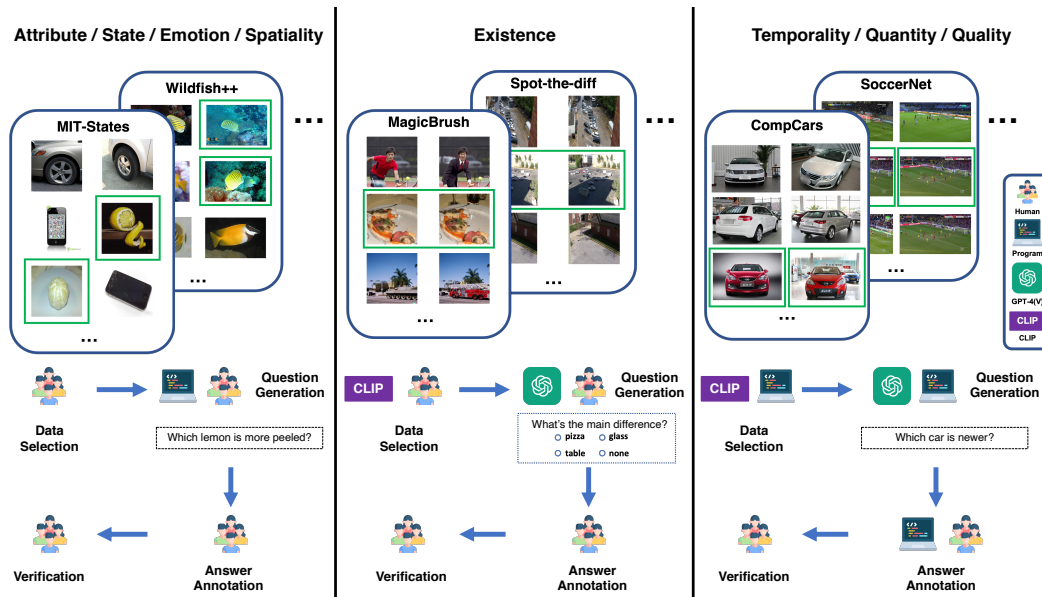 Attribute / State / Emotion / Spatiality
Wildfish++
MIT-States
...
...
...
Data
Selection
Question
Generation
Which lemon is more peeled?
Verification
Answer
Annotation
Existence
Spot-the-diff
MagicBrush
...
...
...
CLIP
Data
Selection
Question
Generation
What's the main difference?
pizza
glass
table
none
Verification
Answer
Annotation
Temporality / Quantity / Quality
SoccerNet
CompCars
...
...
...
Human
Program
GPT-4(V)
CLIP
CLIP
CLIP
Data
Selection
Question
Generation
Which car is newer?
Verification
Answer
Annotation